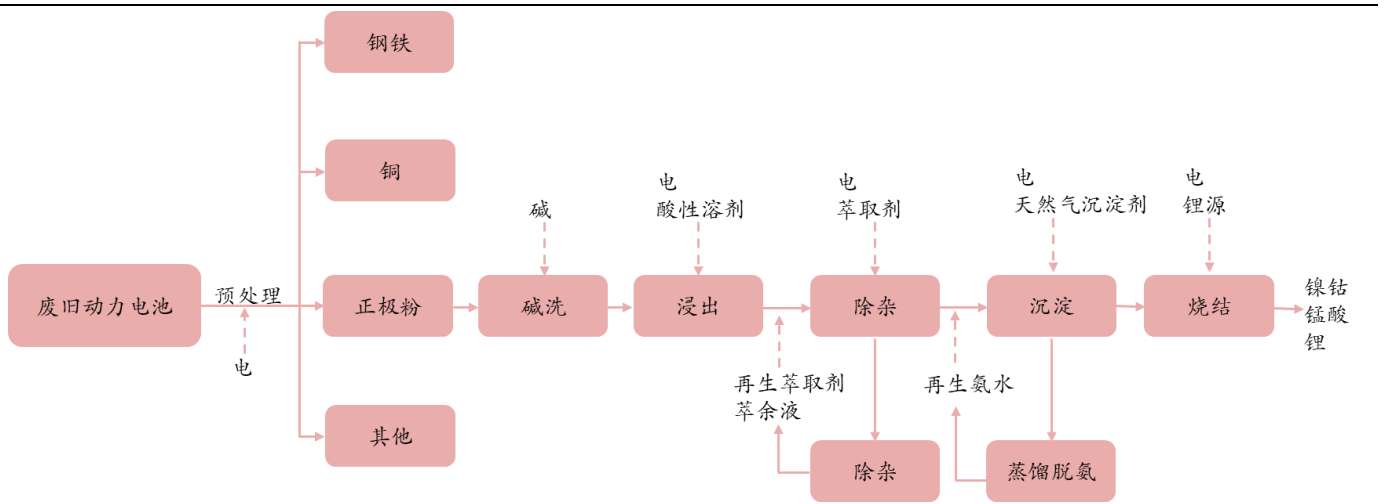 钢铁
铜
电
酸性溶剂
电
萃取剂
电
天然气沉淀剂
电
锂源
碱
废旧动力电池
预处理
正极粉
碱洗
浸出
除杂
沉淀
烧结
镍钴
锰酸
锂
电
再生萃取剂
萃余液
再生氨水
其他
除杂
蒸馏脱氨